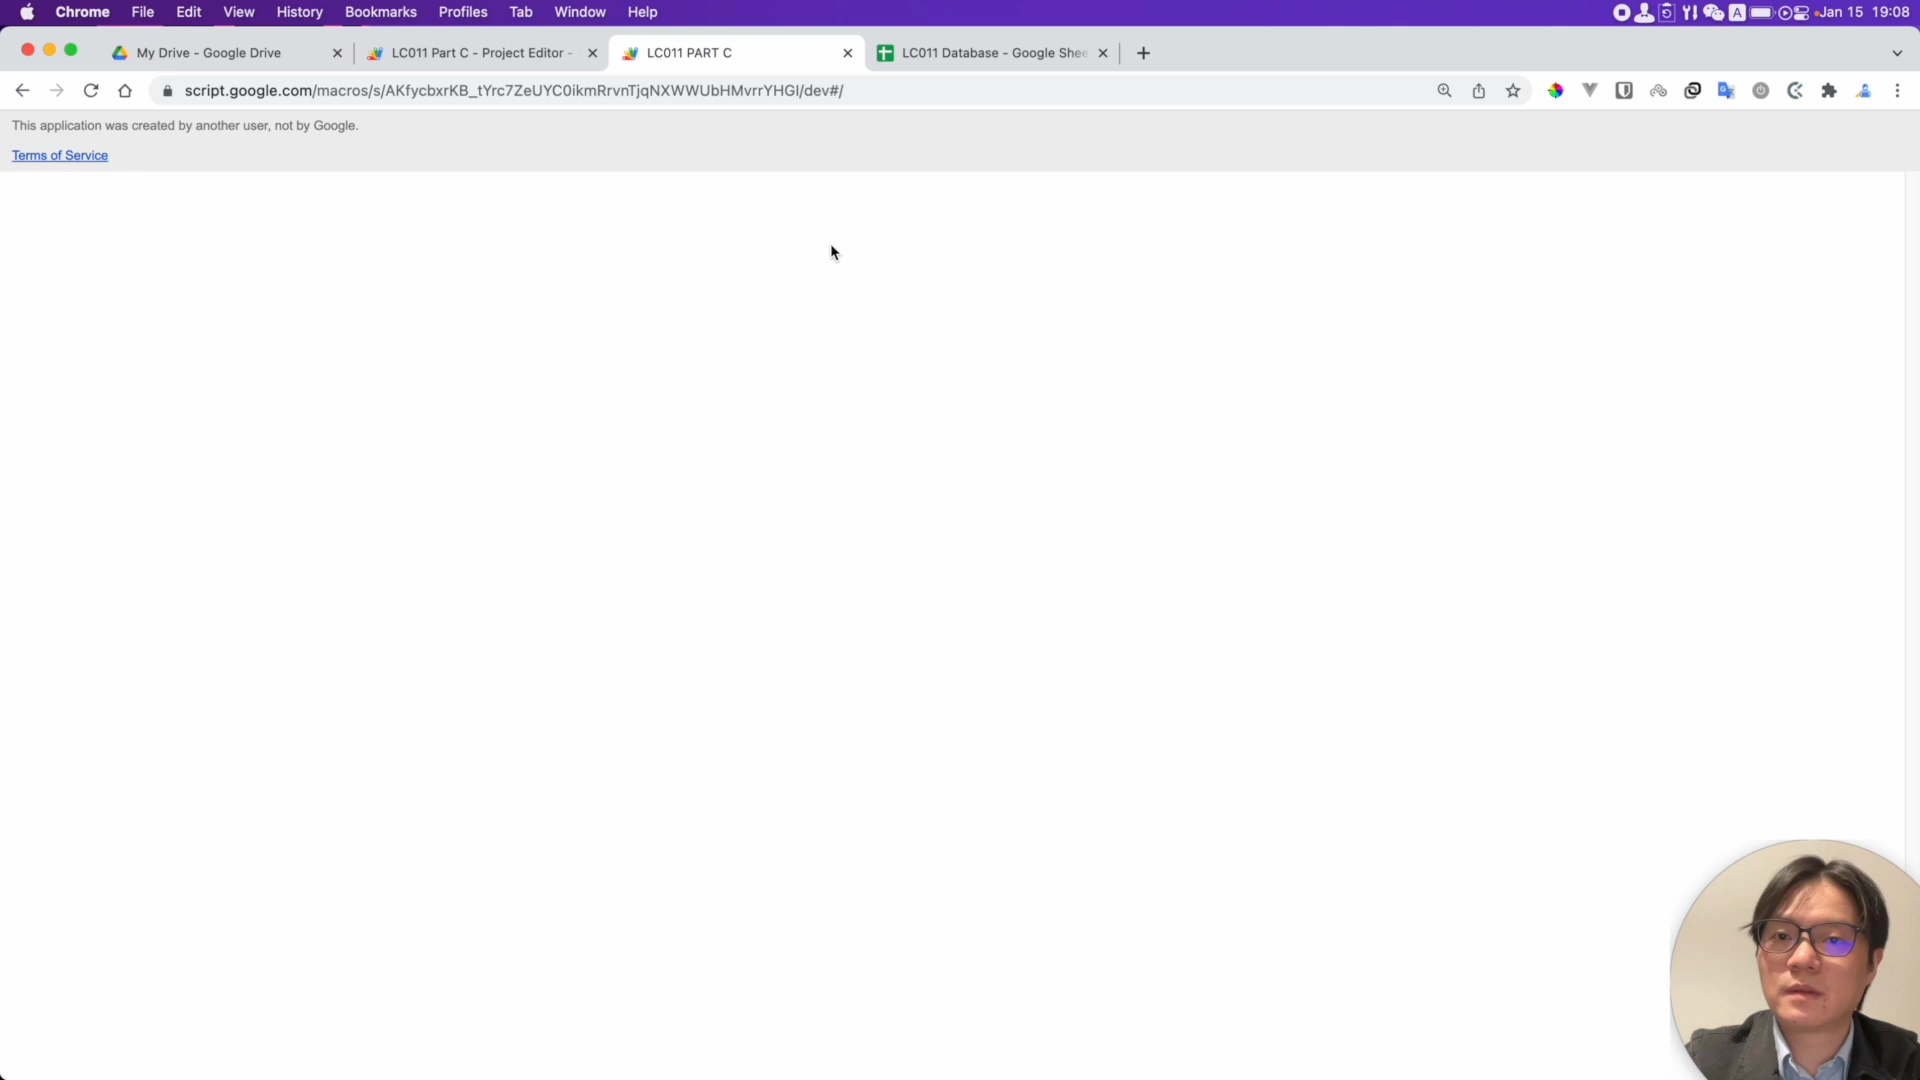 Chrome File Edit View History Bookmarks Profiles Tab Window Help A Jan 15 19:08
My Drive - Google Drive LC011 Part C - Project Editor - LC011 PART C LC011 Database - Google Shee
script.google.com/macros/s/AKfycbxrKB_tYrc7ZeUYC0ikmRrvnTjqNXWWUbHMvrrYHGI/dev#/
This application was created by another user, not by Google.
Terms of Service